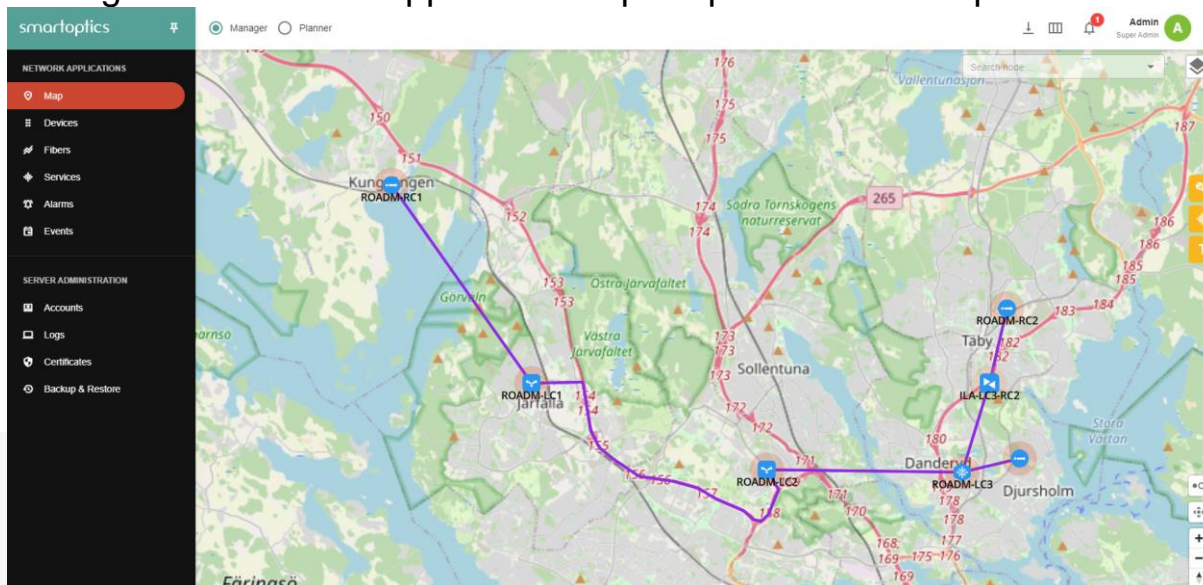 smartoptics
Manager
Planner
1
Admin
Super Admin
A
NETWORK APPLICATIONS
Map
Devices
Fibers
Services
Alarms
Events
SERVER ADMINISTRATION
Accounts
Logs
Certificates
Backup & Restore
Search node...
176
Vallentunasjön
150
175
187
151
175
ROADM-RC1
265
174
Södra Törnskogens
naturreservat
152
174
186
186
185
153
Östra Järvafältet
153
183
184
Görväln
ROADM-RC2
Västra
Järvafältet
173
173
Täby
182
182
173
Sollentuna
ROADM-LC1
Järfälla
154
154
ILA-LC3-RC2
172
Stora
Värtan
155
172
180
156
156
171
Danderyd
ROADM-LC2
169
ROADM-LC3
Djursholm
157
171
178
158
170
178
168
177
169
175
176
169
Färingsö